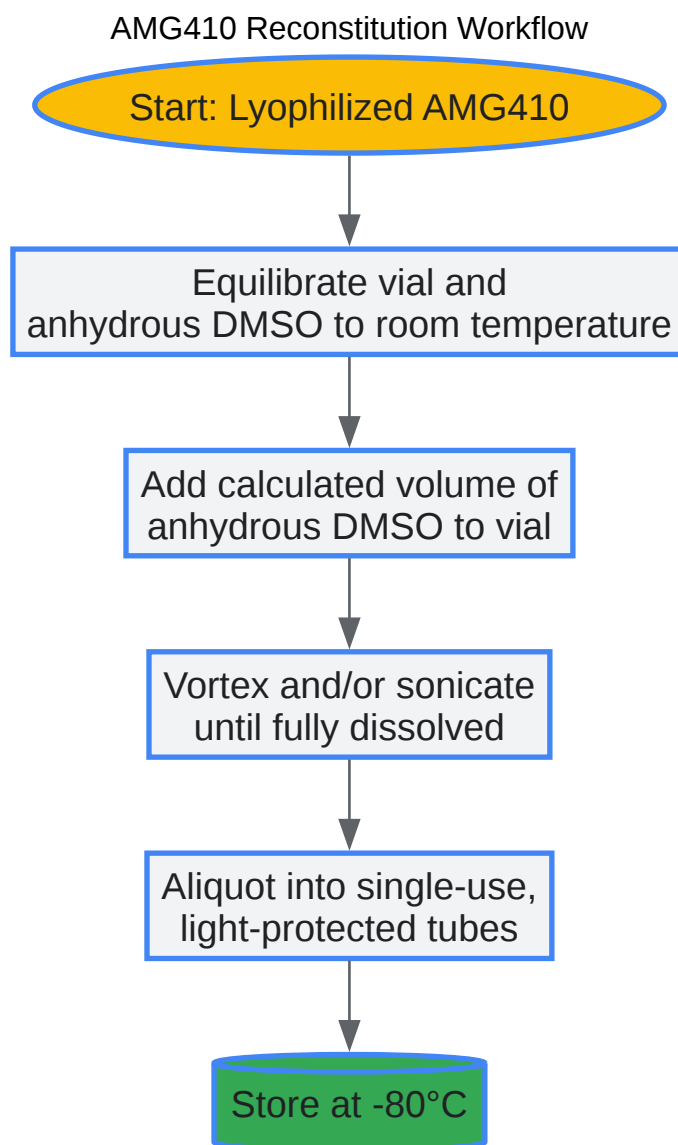 AMG410 Reconstitution Workflow
Start: Lyophilized AMG410
Equilibrate vial and
anhydrous DMSO to room temperature
Add calculated volume of
anhydrous DMSO to vial
Vortex and/or sonicate
until fully dissolved
Aliquot into single-use,
light-protected tubes
Store at -80°C